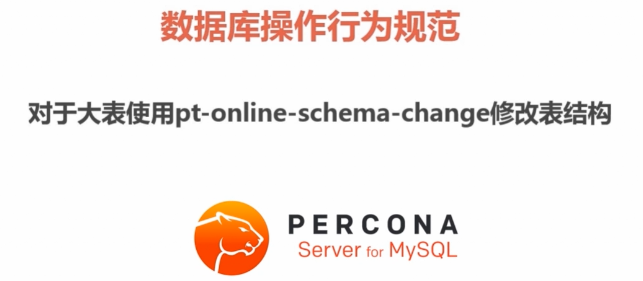 数据库操作行为规范
对于大表使用pt-online-schema-change修改表结构
PERCONA
Server for MySQL